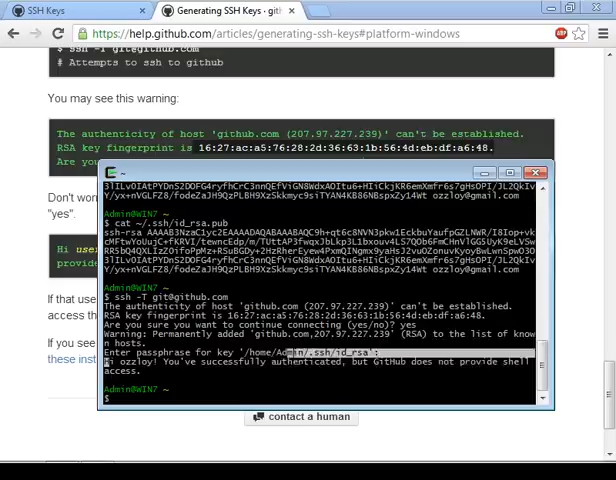 SSH Keys
Generating SSH Keys · git
https://help.github.com/articles/generating-ssh-keys#platform-windows
$ ssh -T git@github.com
# Attempts to ssh to github
You may see this warning:
The authenticity of host 'github.com (207.97.227.239)' can't be established.
RSA key fingerprint is 16:27:ac:a5:76:28:2d:36:63:1b:56:4d:eb:df:a6:48.
Are you
Don't worr
"yes".
Hi user
provide
If that use
access th
If you see
these inst
contact a human
~
Admin@WIN7 ~
$ cat ~/.ssh/id_rsa.pub
Admin@WIN7 ~
$ ssh -T git@github.com
The authenticity of host 'github.com (207.97.227.239)' can't be established.
RSA key fingerprint is 16:27:ac:a5:76:28:2d:36:63:1b:56:4d:eb:df:a6:48.
Are you sure you want to continue connecting (yes/no)? yes
Warning: Permanently added 'github.com,207.97.227.239' (RSA) to the list of know
n hosts.
Enter passphrase for key '/home/Admin/.ssh/id_rsa':
Hi ozzloy! You've successfully authenticated, but GitHub does not provide shell
access.
Admin@WIN7 ~
$